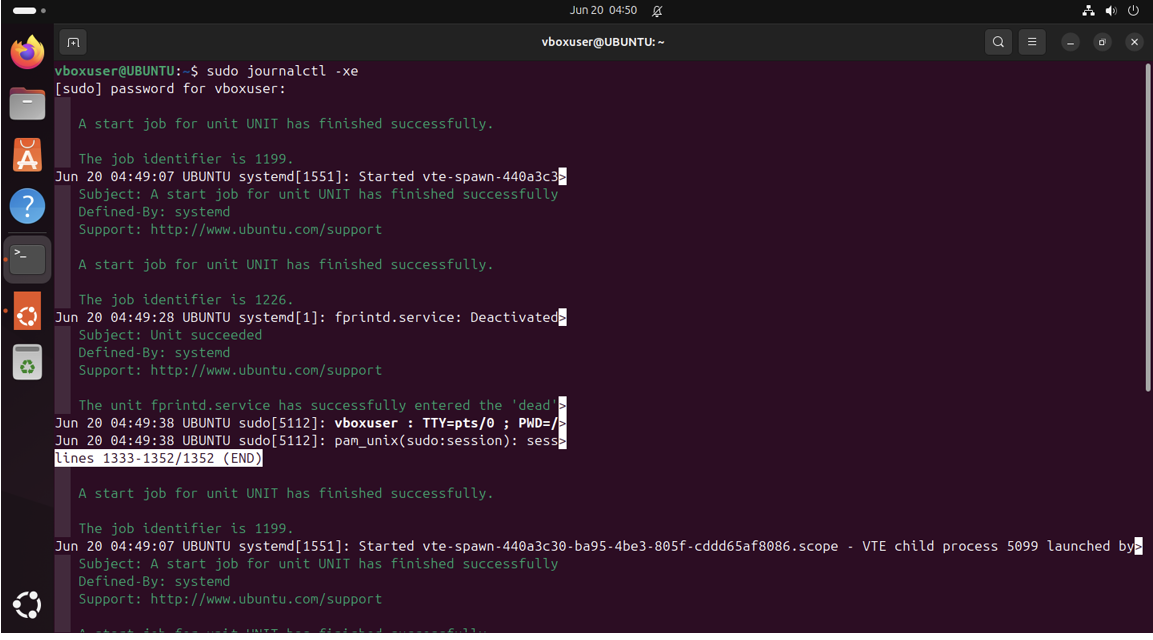 Jun 20 04:50
vboxuser@UBUNTU: ~
vboxuser@UBUNTU:~$ sudo journalctl -xe
[sudo] password for vboxuser:
A start job for unit UNIT has finished successfully.
The job identifier is 1199.
Jun 20 04:49:07 UBUNTU systemd[1551]: Started vte-spawn-440a3c3>
Subject: A start job for unit UNIT has finished successfully
Defined-By: systemd
Support: http://www.ubuntu.com/support
A start job for unit UNIT has finished successfully.
The job identifier is 1226.
Jun 20 04:49:28 UBUNTU systemd[1]: fprintd.service: Deactivated>
Subject: Unit succeeded
Defined-By: systemd
Support: http://www.ubuntu.com/support
The unit fprintd.service has successfully entered the 'dead'>
Jun 20 04:49:38 UBUNTU sudo[5112]: vboxuser : TTY=pts/0 ; PWD=/>
Jun 20 04:49:38 UBUNTU sudo[5112]: pam_unix(sudo:session): sess>
lines 1333-1352/1352 (END)
A start job for unit UNIT has finished successfully.
The job identifier is 1199.
Jun 20 04:49:07 UBUNTU systemd[1551]: Started vte-spawn-440a3c30-ba95-4be3-805f-cddd65af8086.scope - VTE child process 5099 launched by>
Subject: A start job for unit UNIT has finished successfully
Defined-By: systemd
Support: http://www.ubuntu.com/support
A start job for unit UNIT has finished successfully.